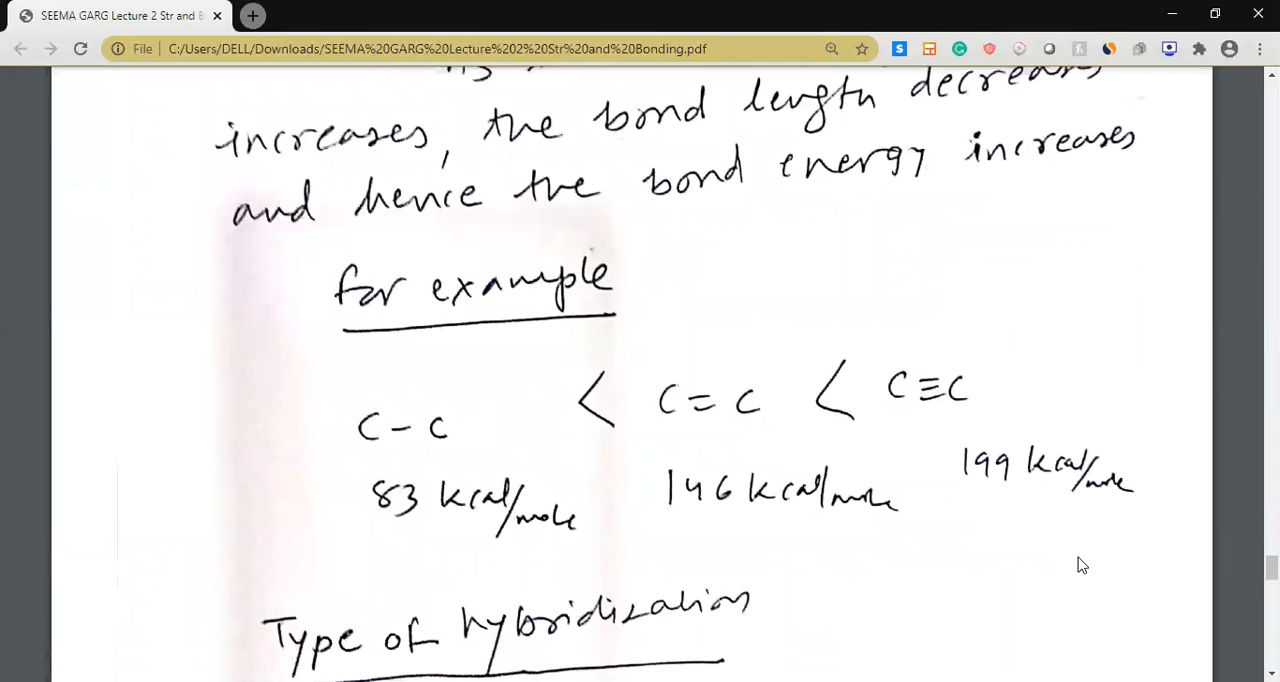 SEEMA GARG Lecture 2 Str and B
File C:/Users/DELL/Downloads/SEEMA%20GARG%20Lecture%202%20Str%20and%20Bonding.pdf
increases, the bond length decreases
and hence the bond energy increases
for example
C - C < C = C < C ≡ C
83 kcal/mole 146 kcal/mole 199 kcal/mole
Type of hybridization